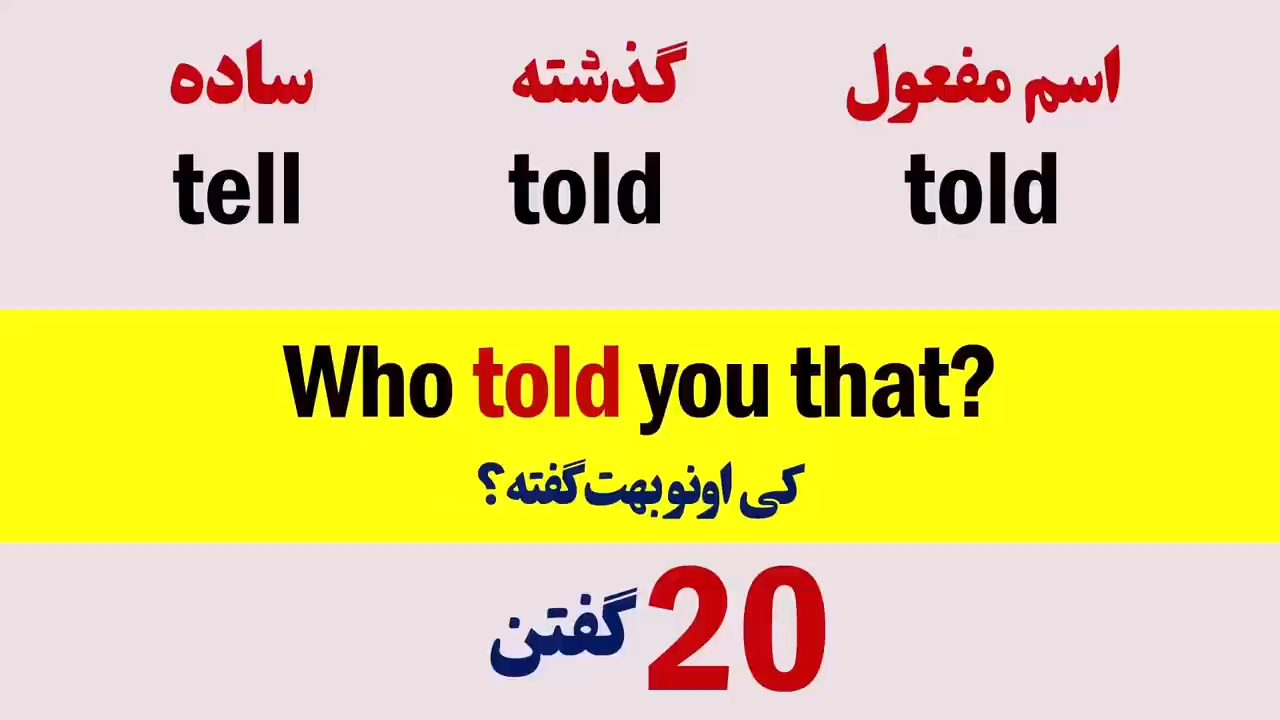 ساده گذشته اسم مفعول
tell told told
Who told you that?
کی اونو بهت گفته؟
20 گفتن